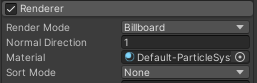 Renderer
Render Mode Billboard
Normal Direction 1
Material Default-ParticleSys
Sort Mode None